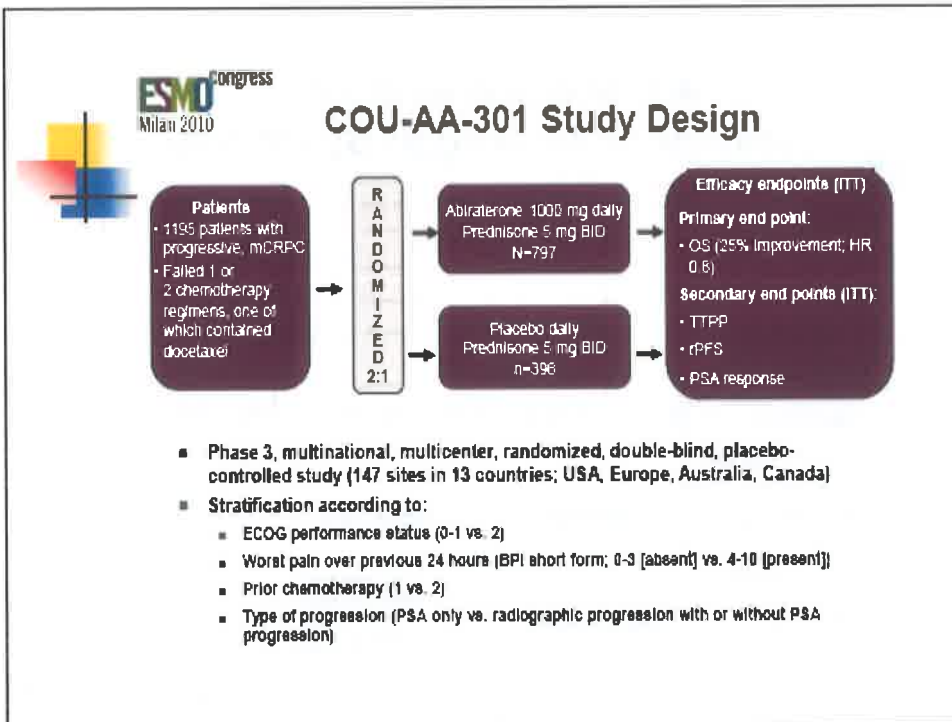 ESMO Congress
Milan 2010
COU-AA-301 Study Design
Patients
• 1195 patients with
progressive, mCRPC
• Failed 1 or
2 chemotherapy
regimens, one of
which contained
docetaxel
RANDOMIZED
2:1
Abiraterone 1000 mg daily
Prednisone 5 mg BID
N=797
Placebo daily
Prednisone 5 mg BID
n=398
Efficacy endpoints (ITT)
Primary end point:
• OS (25% improvement; HR
0.8)
Secondary end points (ITT):
• TTPP
• rPFS
• PSA response
■ Phase 3, multinational, multicenter, randomized, double-blind, placebo-
controlled study (147 sites in 13 countries; USA, Europe, Australia, Canada)
■ Stratification according to:
■ ECOG performance status (0-1 vs. 2)
■ Worst pain over previous 24 hours (BPI short form; 0-3 [absent] vs. 4-10 [present])
■ Prior chemotherapy (1 vs. 2)
■ Type of progression (PSA only vs. radiographic progression with or without PSA
progression)